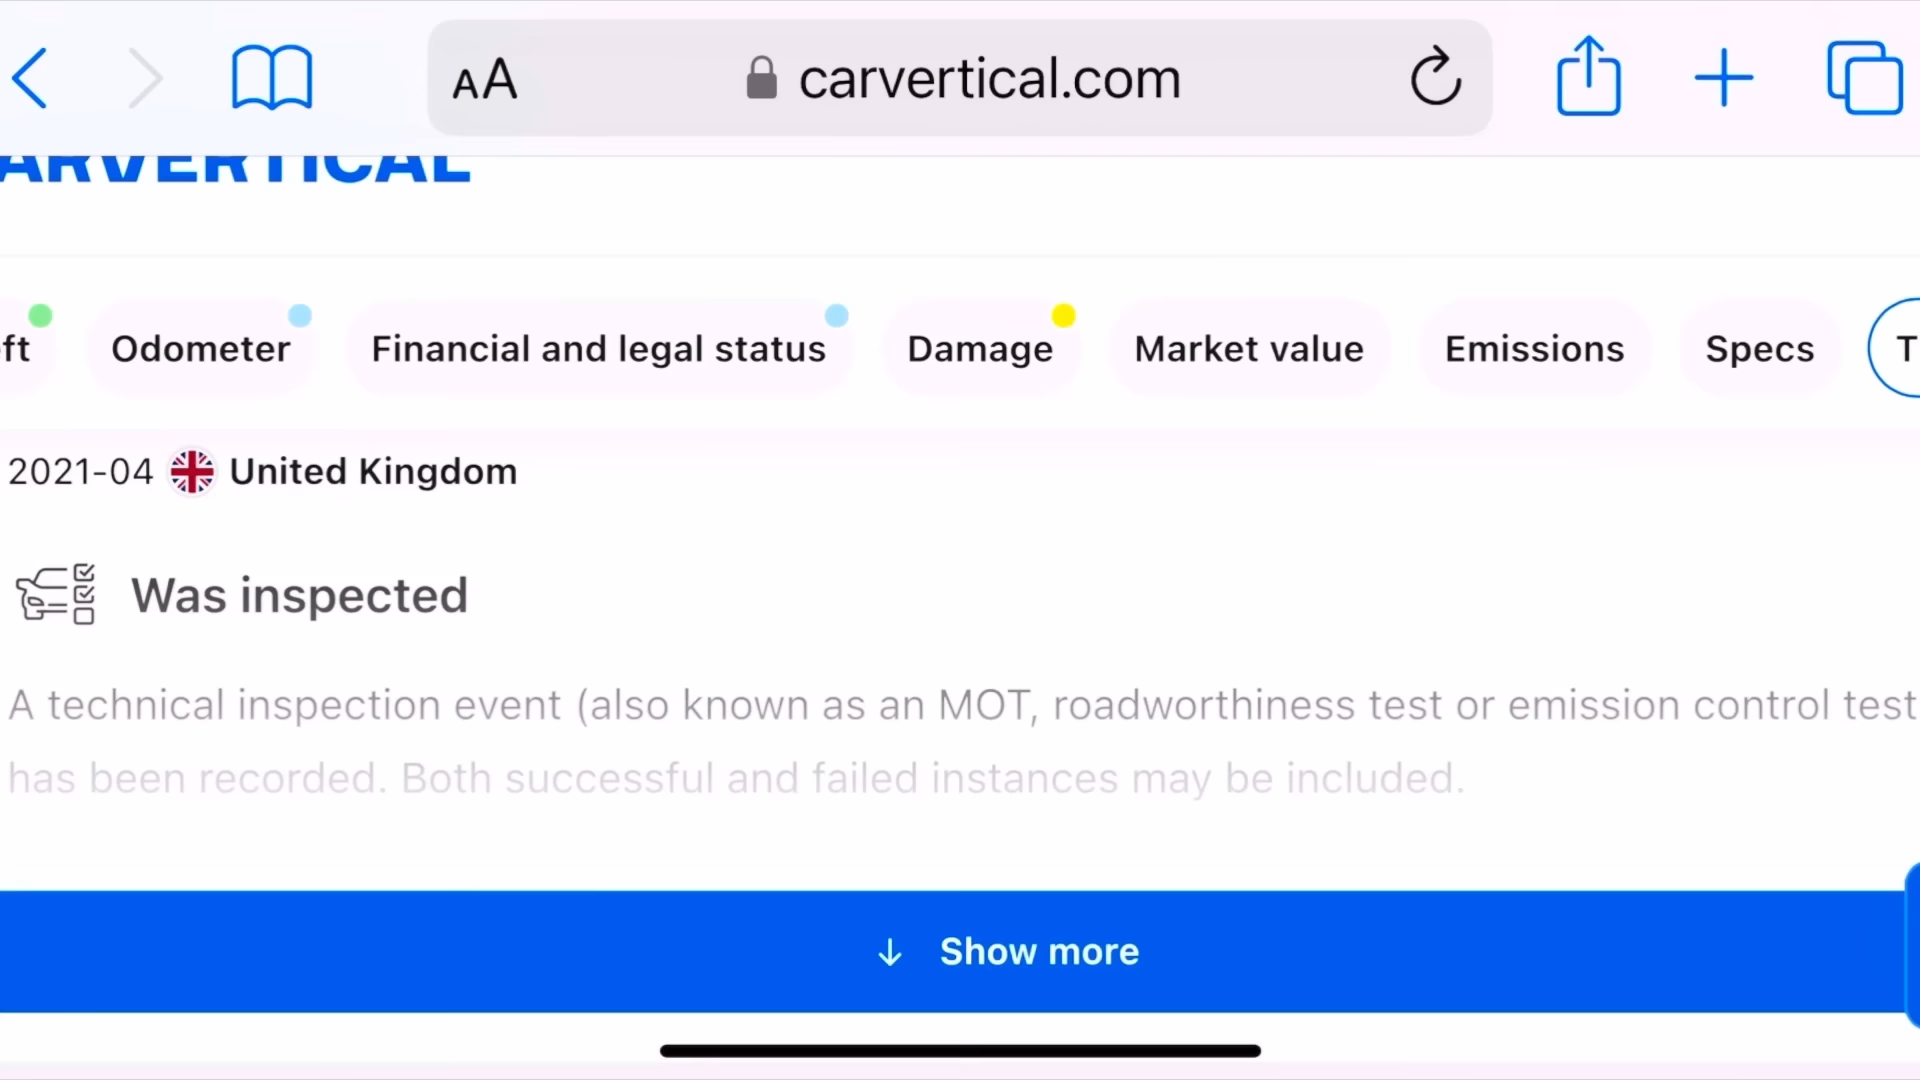 AA carvertical.com
ARVERTICAL
ft Odometer Financial and legal status Damage Market value Emissions Specs T
2021-04 United Kingdom
Was inspected
A technical inspection event (also known as an MOT, roadworthiness test or emission control test
has been recorded. Both successful and failed instances may be included.
Show more